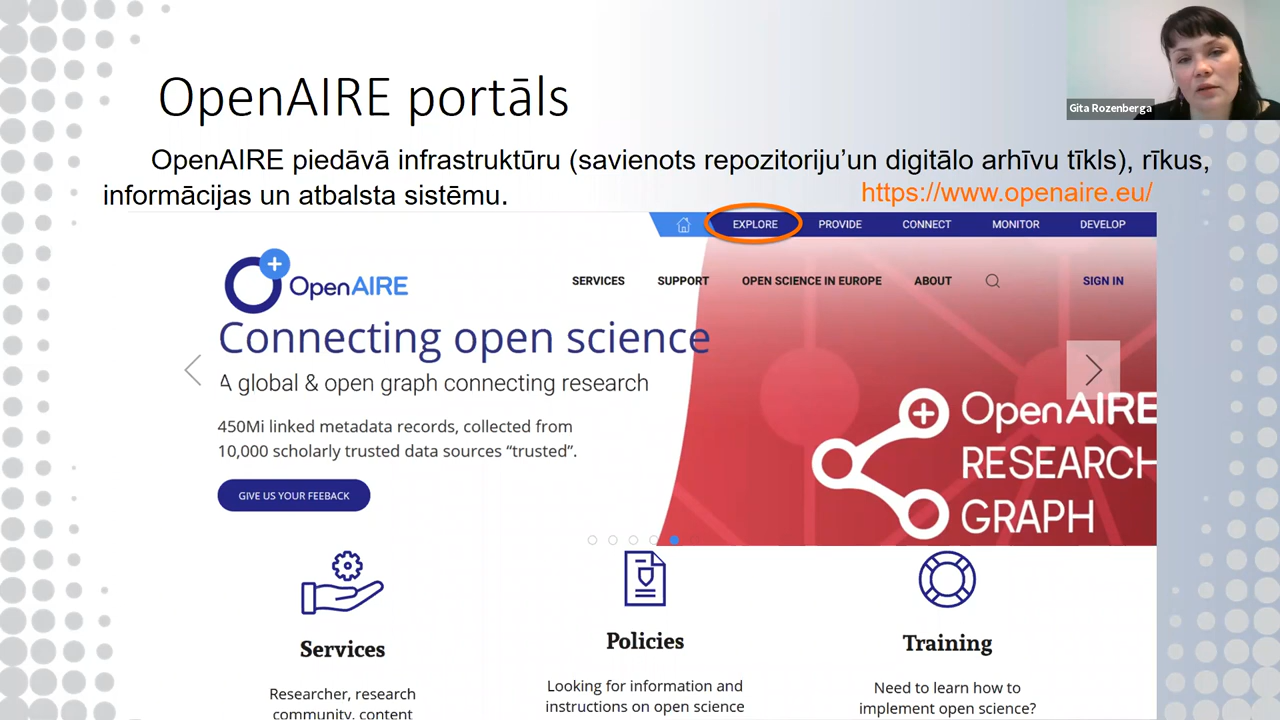 Gita Rozenberga
OpenAIRE portāls
OpenAIRE piedāvā infrastruktūru (savienots repozitoriju’un digitālo arhīvu tīkls), rīkus,
informācijas un atbalsta sistēmu.
https://www.openaire.eu/
EXPLORE PROVIDE CONNECT MONITOR DEVELOP
OpenAIRE
SERVICES SUPPORT OPEN SCIENCE IN EUROPE ABOUT SIGN IN
Connecting open science
A global & open graph connecting research
450Mi linked metadata records, collected from
10,000 scholarly trusted data sources “trusted”.
GIVE US YOUR FEEBACK
OpenAIRE
RESEARCH
GRAPH
Services
Policies
Training
Researcher, research
community, content
Looking for information and
instructions on open science
Need to learn how to
implement open science?